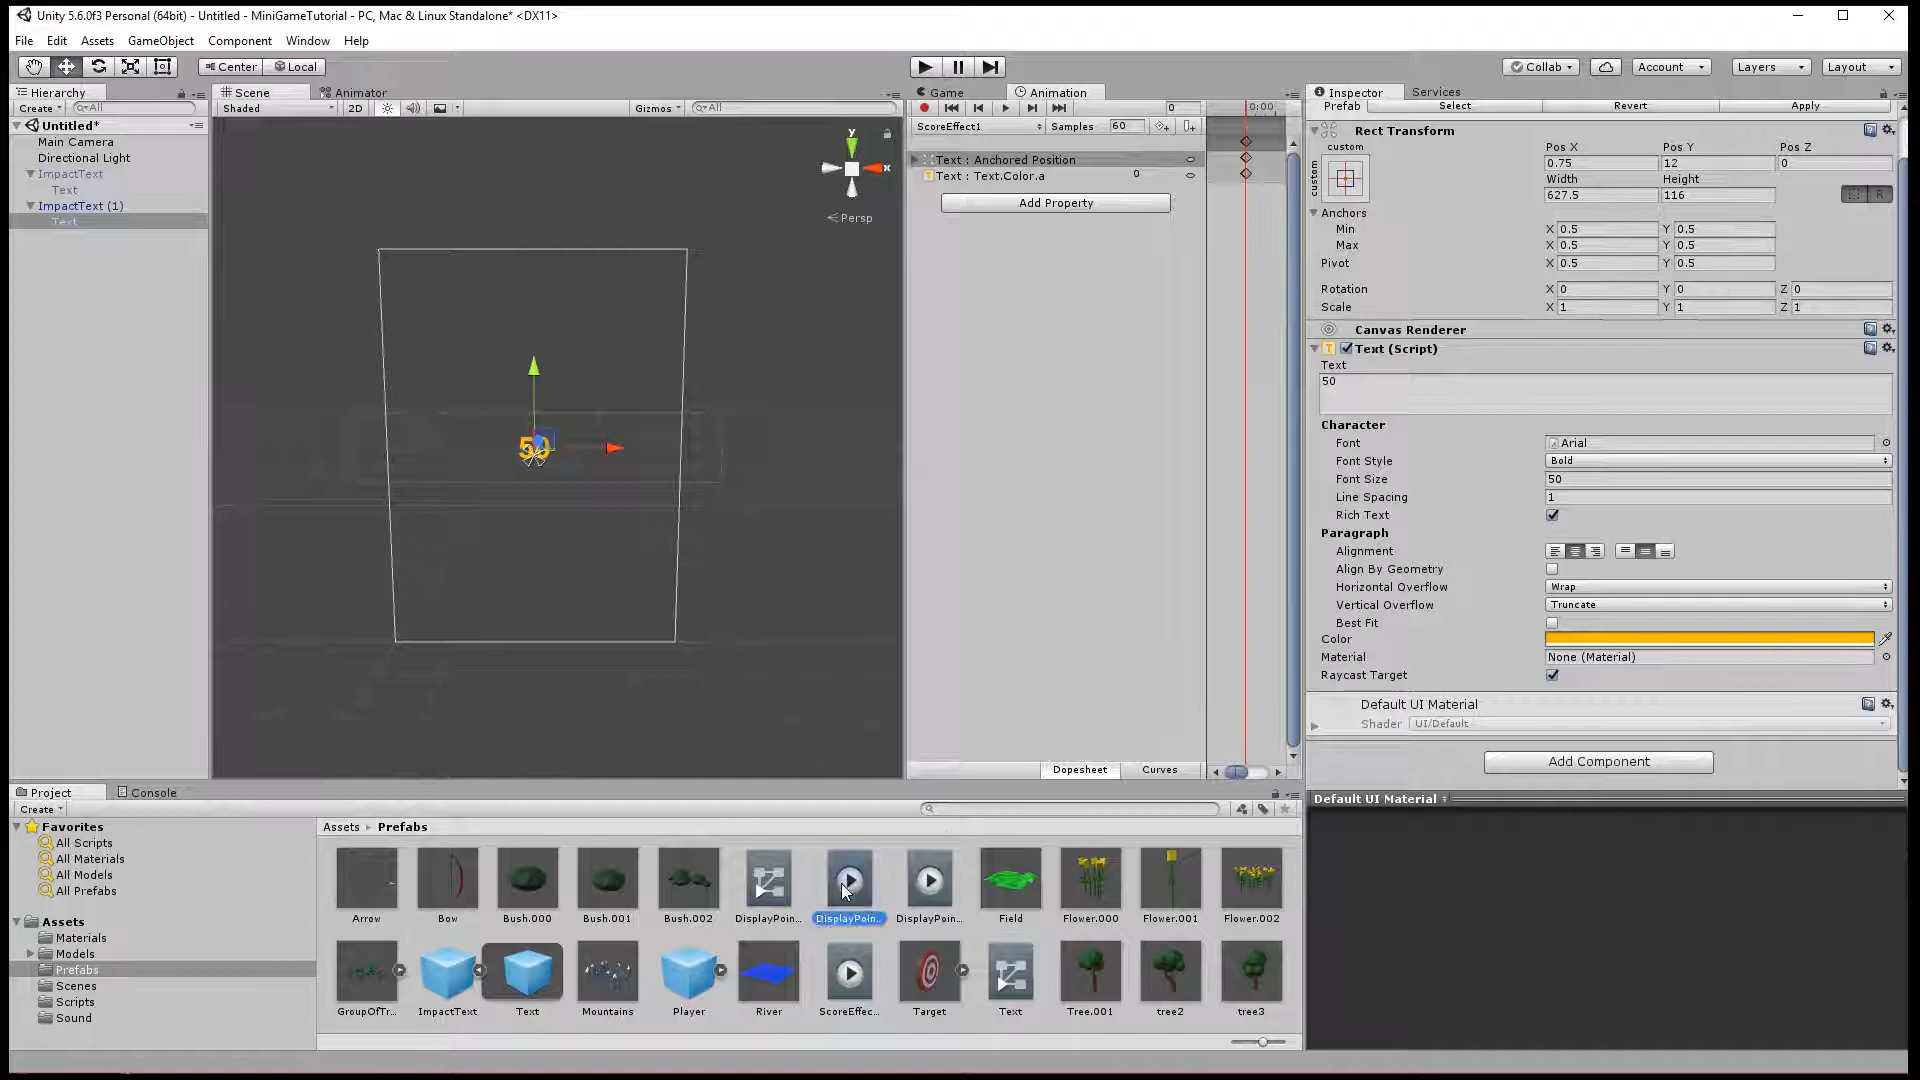 Unity 5.6.0f3 Personal (64bit) - Untitled - MiniGameTutorial - PC, Mac & Linux Standalone* <DX11>
File Edit Assets GameObject Component Window Help
Center Local Collab Account Layers Layout
Hierarchy Scene Animator Game Animation Inspector Services
Create All Shaded 2D Gizmos All 0 0:00 Prefab Select Revert Apply
Untitled*
Main Camera
Directional Light
ImpactText
Text
ImpactText (1)
Text
y
x
Persp
50
ScoreEffect1 Samples 60
Text : Anchored Position
Text : Text.Color.a 0
Add Property
Dopesheet Curves
Rect Transform
custom Pos X Pos Y Pos Z
custom
0.75 12 0
Width Height
627.5 116 R
Anchors
Min X 0.5 Y 0.5
Max X 0.5 Y 0.5
Pivot X 0.5 Y 0.5
Rotation X 0 Y 0 Z 0
Scale X 1 Y 1 Z 1
Canvas Renderer
Text (Script)
Text
50
Character
Font Arial
Font Style Bold
Font Size 50
Line Spacing 1
Rich Text
Paragraph
Alignment
Align By Geometry
Horizontal Overflow Wrap
Vertical Overflow Truncate
Best Fit
Color
Material None (Material)
Raycast Target
Default UI Material
Shader UI/Default
Add Component
Default UI Material
Project Console
Create
Favorites
All Scripts
All Materials
All Models
All Prefabs
Assets
Materials
Models
Prefabs
Scenes
Scripts
Sound
Assets Prefabs
Arrow Bow Bush.000 Bush.001 Bush.002 DisplayPoin... DisplayPoin... DisplayPoin... Field Flower.000 Flower.001 Flower.002
GroupOfTr... ImpactText Text Mountains Player River ScoreEffec... Target Text Tree.001 tree2 tree3